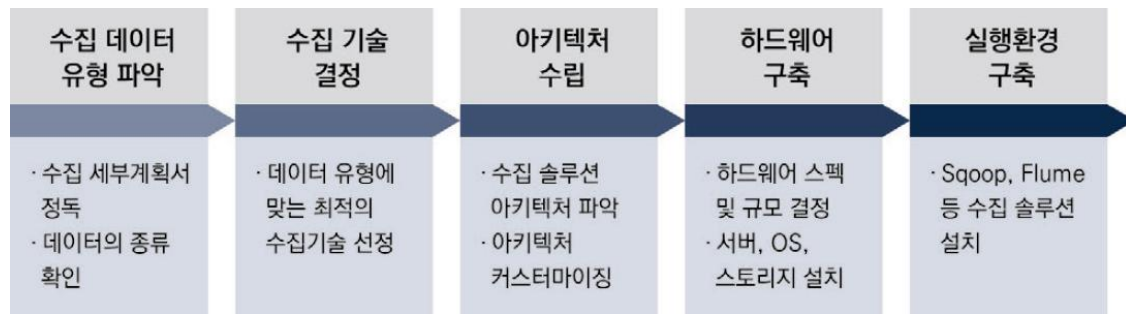 수집 데이터
유형 파악
수집 기술
결정
아키텍처
수립
하드웨어
구축
실행환경
구축
· 수집 세부계획서
정독
· 데이터의 종류
확인
· 데이터 유형에
맞는 최적의
수집기술 선정
· 수집 솔루션
아키텍처 파악
· 아키텍처
커스터마이징
· 하드웨어 스펙
및 규모 결정
· 서버, OS,
스토리지 설치
· Sqoop, Flume
등 수집 솔루션
설치